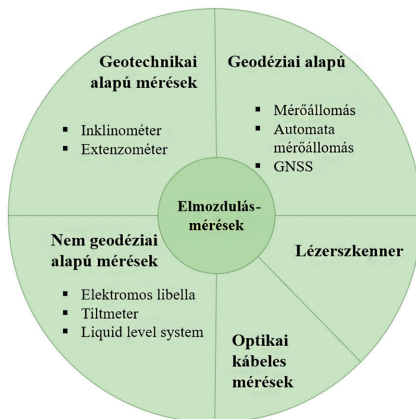 Geotechnikai
alapú mérések
▪ Inklinométer
▪ Extenzométer
Geodéziai alapú
▪ Mérőállomás
▪ Automata
mérőállomás
▪ GNSS
Elmozdulás-
mérések
Nem geodéziai
alapú mérések
▪ Elektromos libella
▪ Tiltmeter
▪ Liquid level system
Lézerszkenner
Optikai
kábeles
mérések